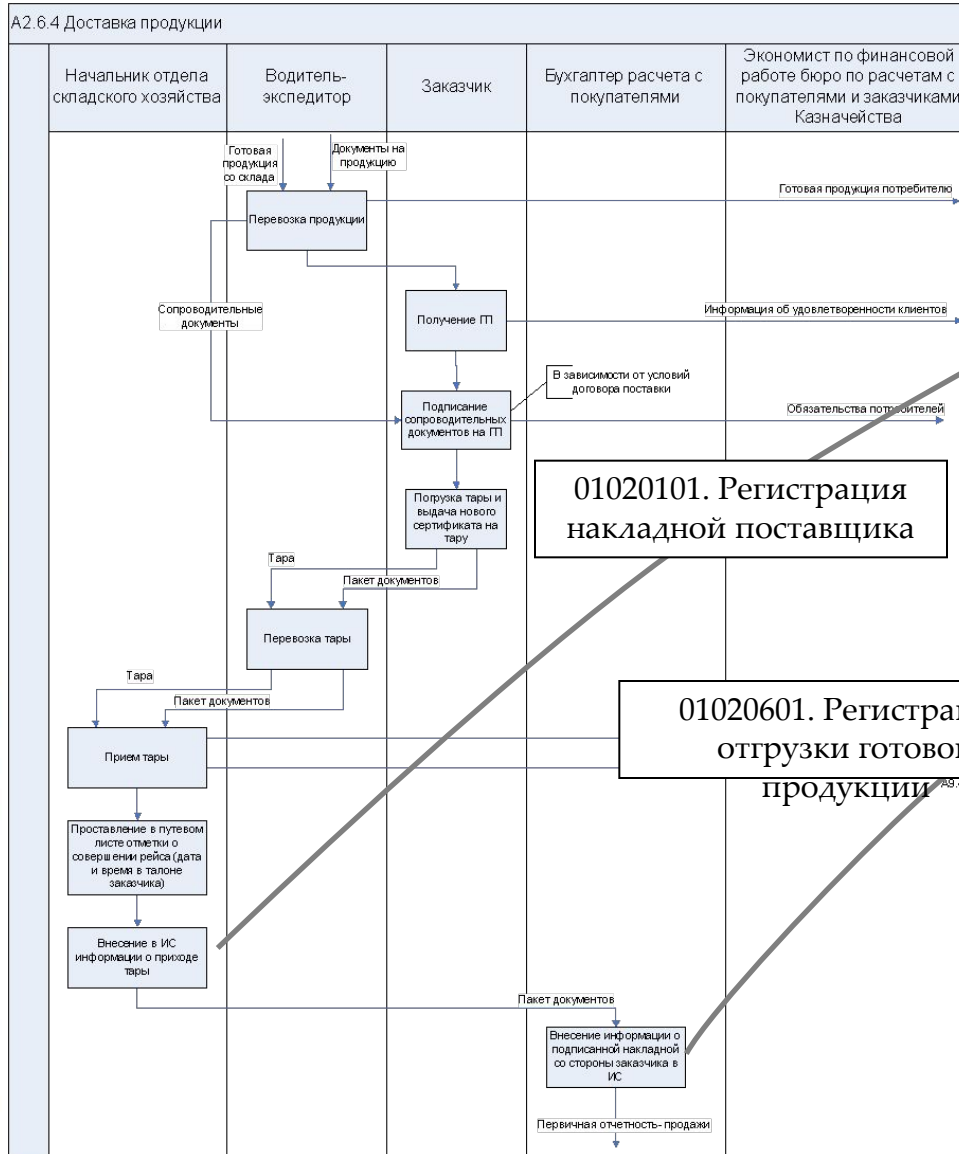 A2.6.4 Доставка продукции
Начальник отдела
складского хозяйства
Водитель-
экспедитор
Заказчик
Бухгалтер расчета с
покупателями
Экономист по финансовой
работе бюро по расчетам с
покупателями и заказчиками
Казначейства
Готовая
продукция
со склада
Документы на
продукцию
Перевозка продукции
Готовая продукция потребителю
Сопроводительные
документы
Получение ГП
Информация об удовлетворенности клиентов
В зависимости от условий
договора поставки
Подписание
сопроводительных
документов на ГП
Обязательства потребителей
01020101. Регистрация
накладной поставщика
Погрузка тары и
выдача нового
сертификата на
тару
Тара
Пакет документов
Перевозка тары
Тара
Пакет документов
01020601.
отгрузки
продукции
Прием тары
Проставление в путевом
листе отметки о
совершении рейса (дата
и время в талоне
заказчика)
Внесение в ИС
информации о приходе
тары
Пакет документов
Внесение информации о
подписанной накладной
со стороны заказчика в
ИС
Первичная отчетность- продажи